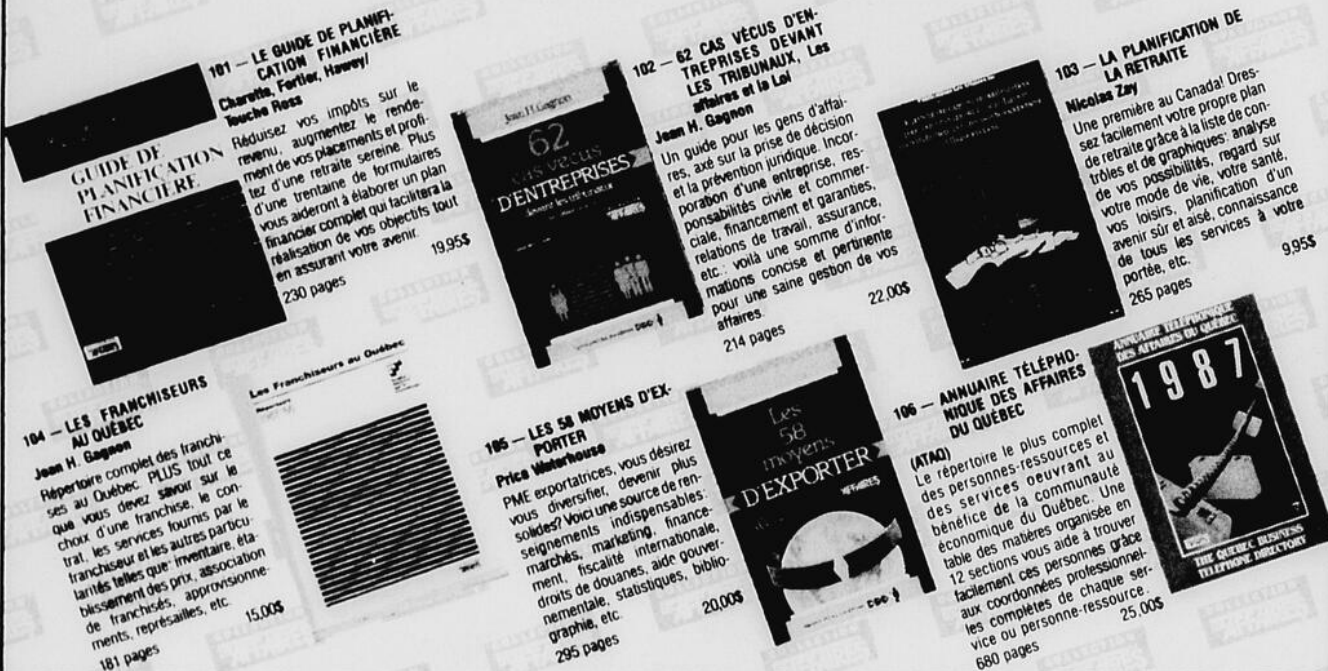 101 — LE GUIDE DE PLANIFI-
CATION FINANCIÈRE
Charette, Fortier, Hawey/
Touche Ross
Réduisez vos impôts sur le
revenu, augmentez le rende-
ment de vos placements et profi-
tez d'une retraite sereine. Plus
d'une trentaine de formulaires
vous aideront à élaborer un plan
financier complet qui facilitera la
réalisation de vos objectifs tout
en assurant votre avenir.
19,95$
230 pages
GUIDE DE
PLANIFICATION
FINANCIÈRE
102 — 62 CAS VÉCUS D'EN-
TREPRISES DEVANT
LES TRIBUNAUX, Les
affaires et la Loi
Jean H. Gagnon
Un guide pour les gens d'affai-
res, axé sur la prise de décision
et la prévention juridique. Incor-
poration d'une entreprise, res-
ponsabilités civile et commer-
ciale, financement et garanties,
relations de travail, assurance,
etc.: voilà une somme d'infor-
mations concise et pertinente
pour une saine gestion de vos
affaires.
22,00$
214 pages
Jean H. Gagnon
62
cas vécus
D'ENTREPRISES
devant les tribunaux
103 — LA PLANIFICATION DE
LA RETRAITE
Nicolas Zay
Une première au Canada! Dres-
sez facilement votre propre plan
de retraite grâce à la liste de con-
trôles et de graphiques: analyse
de vos possibilités, regard sur
votre mode de vie, votre santé,
vos loisirs, planification d'un
avenir sûr et aisé, connaissance
de tous les services à votre
portée, etc.
9,95$
265 pages
104 — LES FRANCHISEURS
AU QUÉBEC
Jean H. Gagnon
Répertoire complet des franchi-
ses au Québec. PLUS tout ce
que vous devez savoir sur le
choix d'une franchise, le con-
trat, les services fournis par le
franchiseur et les autres particu-
larités telles que: inventaire, éta-
blissement des prix, association
de franchisés, approvisionne-
ments, représailles, etc.
15,00$
181 pages
Les Franchiseurs au Québec
Répertoire
105 — LES 58 MOYENS D'EX-
PORTER
Price Waterhouse
PME exportatrices, vous désirez
vous diversifier, devenir plus
solides? Voici une source de ren-
seignements indispensables:
marchés, marketing, finance-
ment, fiscalité internationale,
droits de douanes, aide gouver-
nementale, statistiques, biblio-
graphie, etc.
20,00$
295 pages
Les
58
moyens
D'EXPORTER
AFFAIRES
106 — ANNUAIRE TÉLÉPHO-
NIQUE DES AFFAIRES
DU QUÉBEC
(ATAQ)
Le répertoire le plus complet
des personnes-ressources et
des services oeuvrant au
bénéfice de la communauté
économique du Québec. Une
table des matières organisée en
12 sections vous aide à trouver
facilement ces personnes grâce
aux coordonnées professionnel-
les complètes de chaque ser-
vice ou personne-ressource.
25,00$
680 pages
ANNUAIRE TÉLÉPHONIQUE
DES AFFAIRES DU QUÉBEC
1987
THE QUEBEC BUSINESS
TELEPHONE DIRECTORY